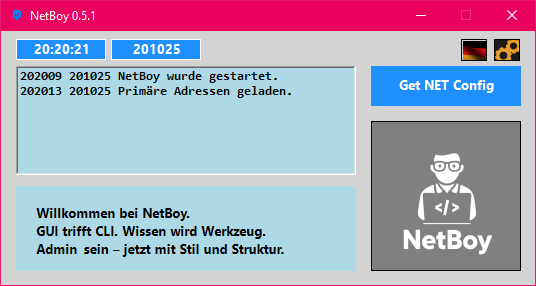 NetBoy 0.5.1
20:20:21 201025
202009 201025 NetBoy wurde gestartet.
202013 201025 Primäre Adressen geladen.
Get NET Config
</>
NetBoy
Willkommen bei NetBoy.
GUI trifft CLI. Wissen wird Werkzeug.
Admin sein – jetzt mit Stil und Struktur.